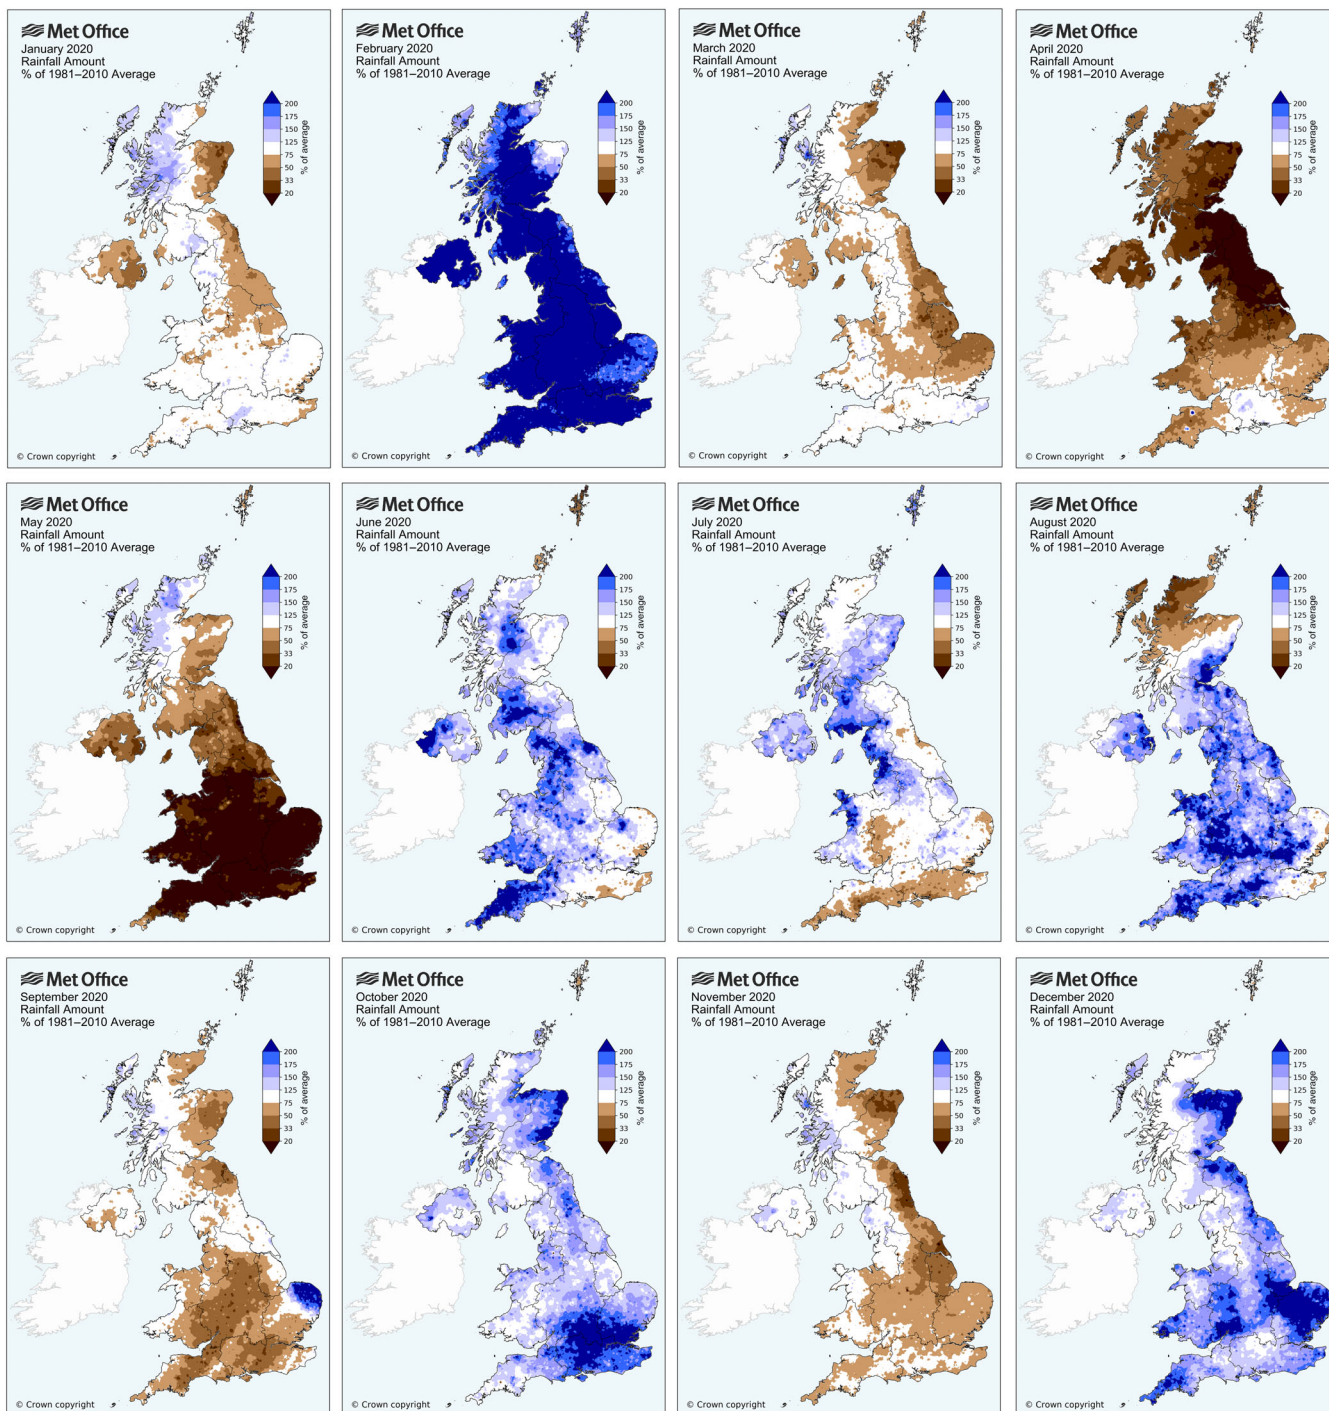 Met Office
January 2020
Rainfall Amount
% of 1981–2010 Average
200
175
150
125
75
50
33
20
% of average
© Crown copyright
Met Office
February 2020
Rainfall Amount
% of 1981–2010 Average
200
175
150
125
75
50
33
20
% of average
© Crown copyright
Met Office
March 2020
Rainfall Amount
% of 1981–2010 Average
200
175
150
125
75
50
33
20
% of average
© Crown copyright
Met Office
April 2020
Rainfall Amount
% of 1981–2010 Average
200
175
150
125
75
50
33
20
% of average
© Crown copyright
Met Office
May 2020
Rainfall Amount
% of 1981–2010 Average
200
175
150
125
75
50
33
20
% of average
© Crown copyright
Met Office
June 2020
Rainfall Amount
% of 1981–2010 Average
200
175
150
125
75
50
33
20
% of average
© Crown copyright
Met Office
July 2020
Rainfall Amount
% of 1981–2010 Average
200
175
150
125
75
50
33
20
% of average
© Crown copyright
Met Office
August 2020
Rainfall Amount
% of 1981–2010 Average
200
175
150
125
75
50
33
20
% of average
© Crown copyright
Met Office
September 2020
Rainfall Amount
% of 1981–2010 Average
200
175
150
125
75
50
33
20
% of average
© Crown copyright
Met Office
October 2020
Rainfall Amount
% of 1981–2010 Average
200
175
150
125
75
50
33
20
% of average
© Crown copyright
Met Office
November 2020
Rainfall Amount
% of 1981–2010 Average
200
175
150
125
75
50
33
20
% of average
© Crown copyright
Met Office
December 2020
Rainfall Amount
% of 1981–2010 Average
200
175
150
125
75
50
33
20
% of average
© Crown copyright